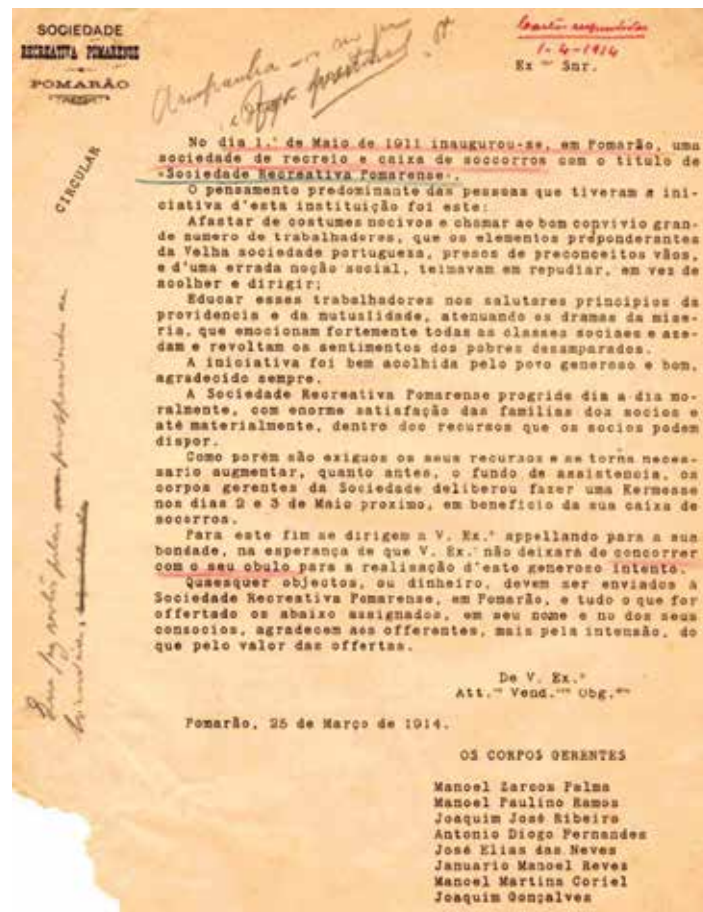 SOCIEDADE
RECREATIVA POMARENSE
POMARÃO
CIRCULAR
1-4-1914
Ex.mo Snr.
No dia 1.º de Maio de 1911 inaugurou-se, em Pomarão, uma
sociedade de recreio e caixa de soccorros com o titulo de
«Sociedade Recreativa Pomarense».
O pensamento predominante das pessoas que tiveram a ini-
ciativa d'esta instituição foi este:
Afastar de costumes nocivos e chamar ao bom convivio gran-
de numero de trabalhadores, que os elementos preponderantes
da Velha sociedade portugueza, presos de preconceitos vãos,
e d'uma errada noção social, teimavam em repudiar, em vez de
acolher e dirigir;
Educar esses trabalhadores nos salutares principios da
providencia e da mutualidade, atenuando os dramas da mise-
ria, que emocionam fortemente todas as classes sociaes e aze-
dam e revoltam os sentimentos dos pobres desamparados.
A iniciativa foi bem acolhida pelo povo generoso e bom,
agradecido sempre.
A Sociedade Recreativa Pomarense progride dia a dia mo-
ralmente, com enorme satisfação das familias dos socios e
até materialmente, dentro dos recursos que os socios podem
dispor.
Como porém são exiguos os seus recursos e se torna neces-
sario augmentar, quanto antes, o fundo de assistencia, os
corpos gerentes da Sociedade deliberou fazer uma Kermesse
nos dias 2 e 3 de Maio proximo, em beneficio da sua caixa de
socorros.
Para este fim se dirigem a V. Ex.ª appellando para a sua
bondade, na esperança de que V. Ex.ª não deixará de concorrer
com o seu obulo para a realisação d'este generoso intento.
Quaesquer objectos, ou dinheiro, devem ser enviados á
Sociedade Recreativa Pomarense, em Pomarão, e tudo o que for
offertado os abaixo assignados, em seu nome e no dos seus
consocios, agradecem aos offerentes, mais pela intensão, do
que pelo valor das offertas.
De V. Ex.ª
Att.os Vend.ores Obg.dos
Pomarão, 25 de Março de 1914.
OS CORPOS GERENTES
Manoel Zarcos Palma
Manoel Paulino Ramos
Joaquim José Ribeiro
Antonio Diogo Fernandes
José Elias das Neves
Januario Manoel Reves
Manoel Martins Coriel
Joaquim Gonçalves